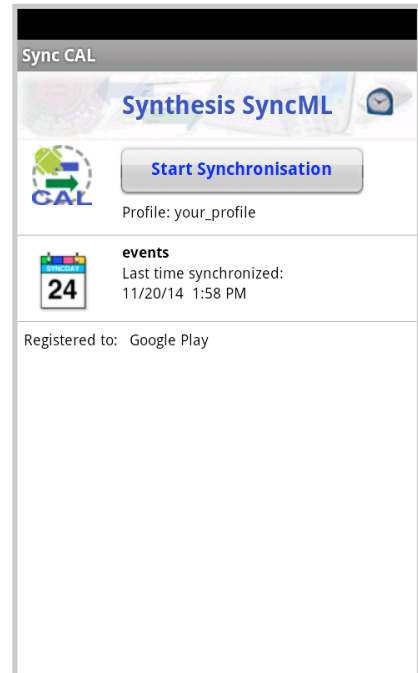 Sync CAL
Synthesis SyncML
CAL
Start Synchronisation
Profile: your_profile
SYNCDAY
24
events
Last time synchronized:
11/20/14 1:58 PM
Registered to: Google Play